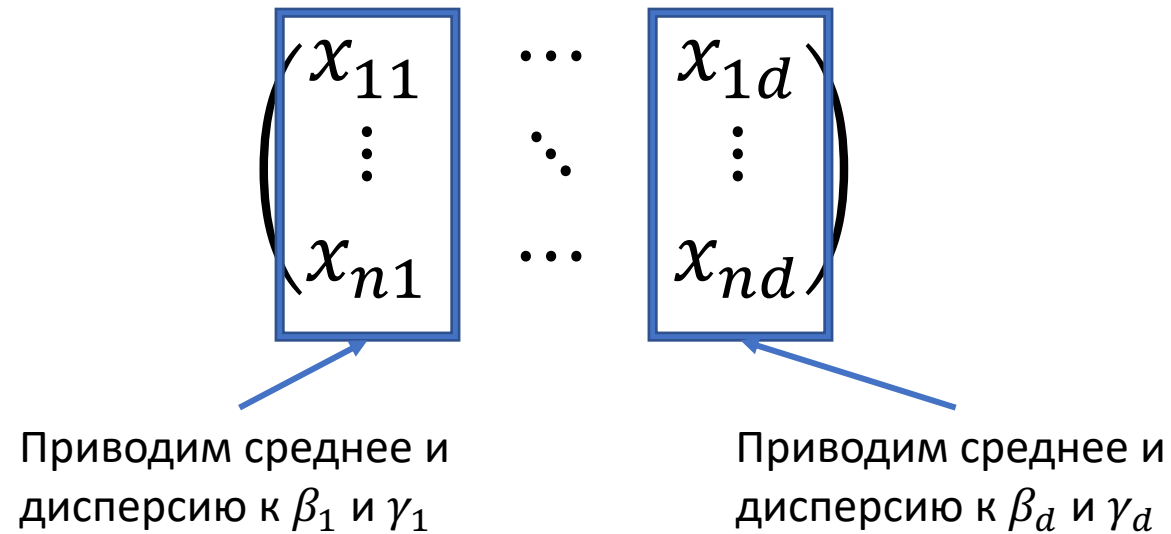 x₁₁ ⋯ x₁d
⋮ ⋱ ⋮
xₙ₁ ⋯ xₙd
Приводим среднее и
дисперсию к β₁ и γ₁
Приводим среднее и
дисперсию к βd и γd